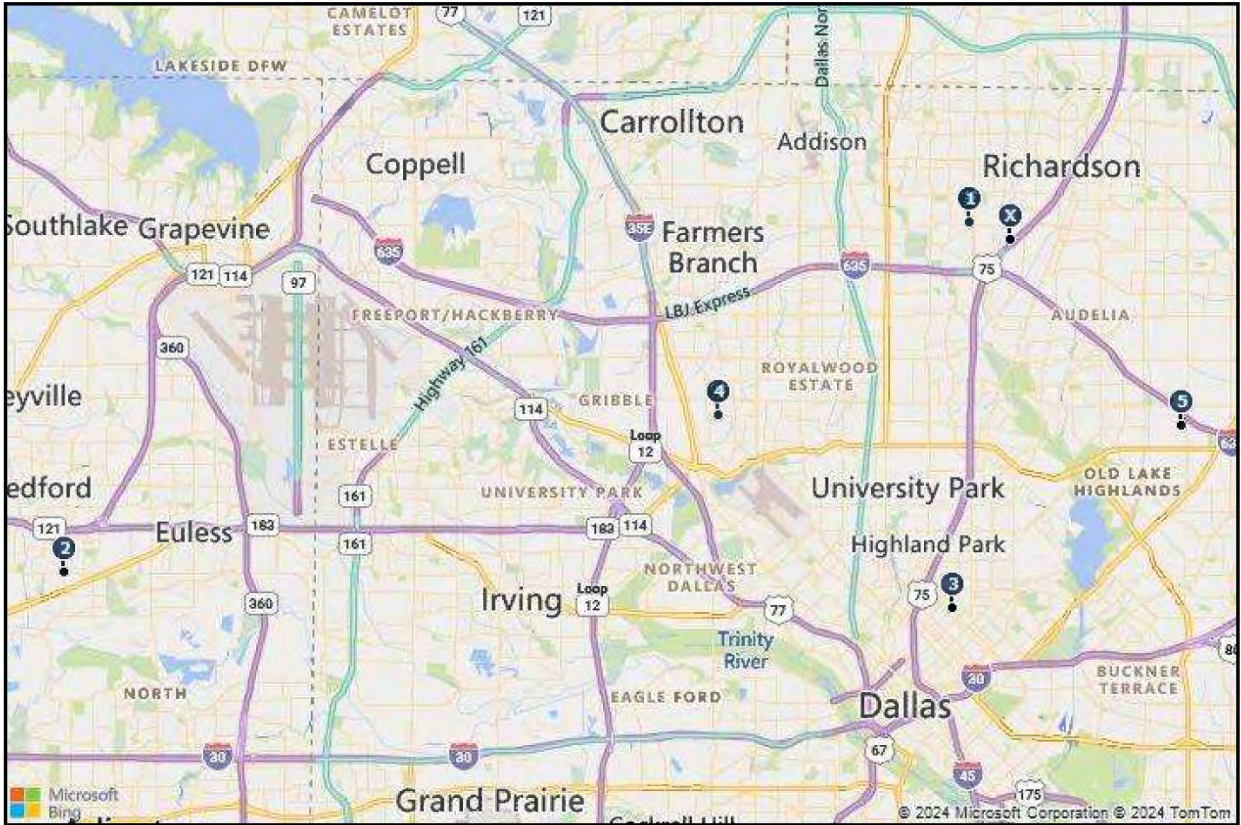 CAMELOT
ESTATES
77
121
LAKESIDE DFW
Dallas Nor
Carrollton
Addison
Coppell
Richardson
1
X
Southlake
Grapevine
35E
Farmers
Branch
635
635
75
121
114
97
LBJ Express
FREEPORT/HACKBERRY
AUDELIA
360
Highway 161
ROYALWOOD
ESTATE
eyville
GRIBBLE
4
5
114
Loop
12
63
ESTELLE
edford
161
UNIVERSITY PARK
University Park
OLD LAKE
HIGHLANDS
121
Euless
183
183
114
161
2
Highland Park
NORTHWEST
DALLAS
3
75
360
Irving
Loop
12
77
Trinity
River
80
NORTH
EAGLE FORD
30
BUCKNER
TERRACE
Dallas
30
30
67
45
175
Microsoft
Bing
Grand Prairie
Cockrell Hill
© 2024 Microsoft Corporation © 2024 TomTom